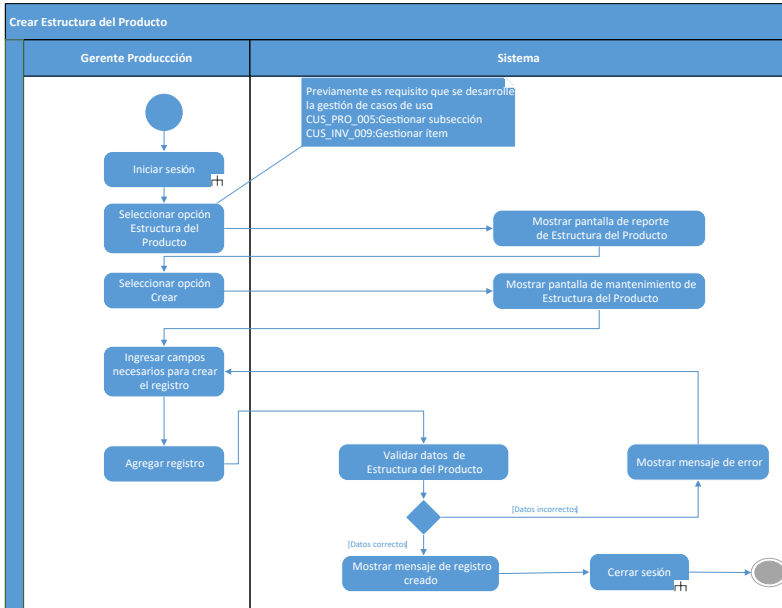 Crear Estructura del Producto
Gerente Produccción
Sistema
Previamente es requisito que se desarrolle
la gestión de casos de uso
CUS_PRO_005:Gestionar subsección
CUS_INV_009:Gestionar ítem
Iniciar sesión
Seleccionar opción
Estructura del
Producto
Mostrar pantalla de reporte
de Estructura del Producto
Seleccionar opción
Crear
Mostrar pantalla de mantenimiento de
Estructura del Producto
Ingresar campos
necesarios para crear
el registro
Agregar registro
Validar datos de
Estructura del Producto
Mostrar mensaje de error
[Datos incorrectos]
[Datos correctos]
Mostrar mensaje de registro
creado
Cerrar sesión